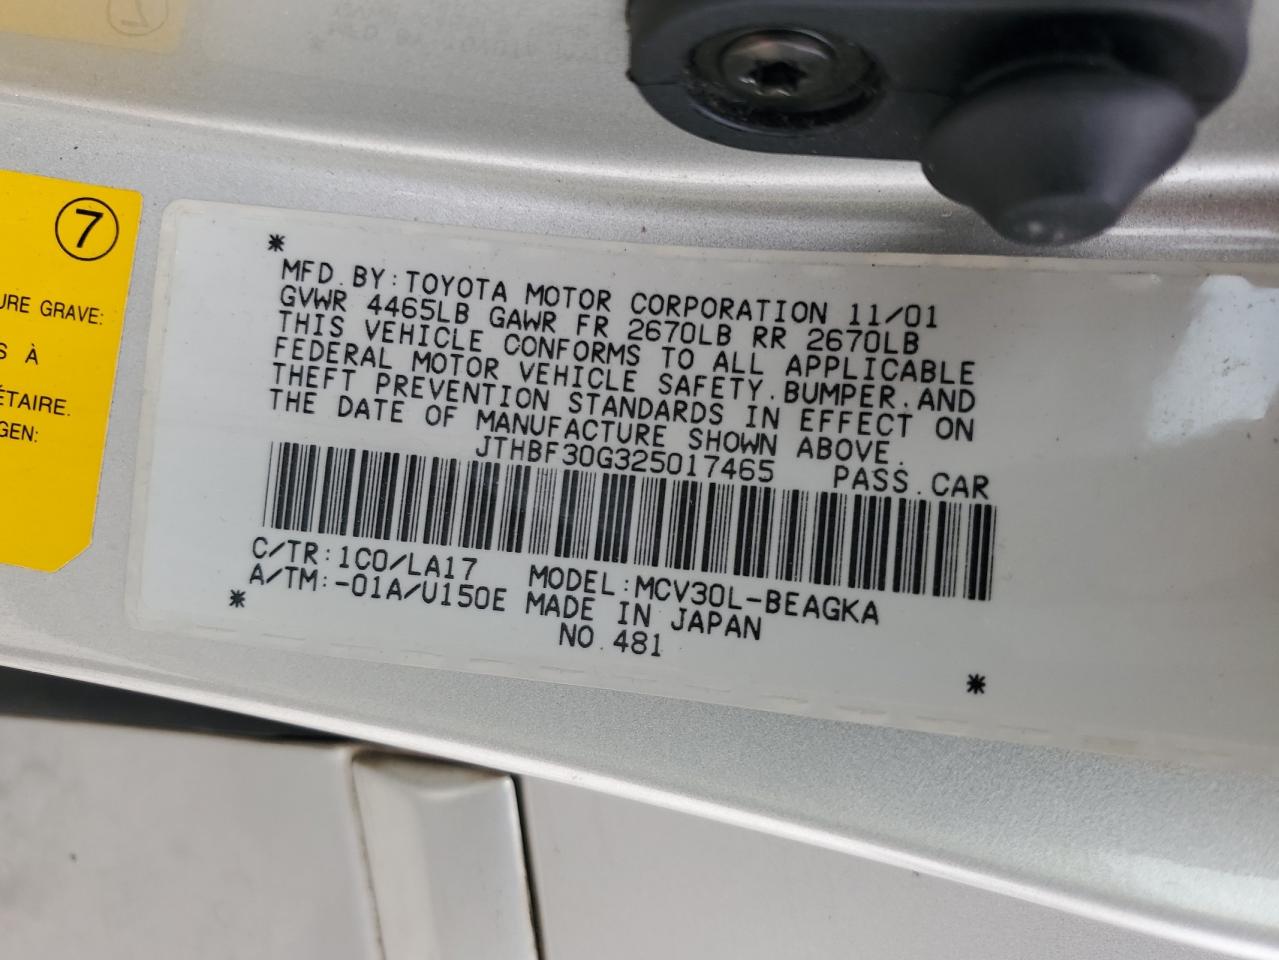 7
URE GRAVE:
S À
ÉTAIRE.
GEN:
*
MFD. BY: TOYOTA MOTOR CORPORATION 11/01
GVWR 4465LB GAWR FR 2670LB RR 2670LB
THIS VEHICLE CONFORMS TO ALL APPLICABLE
FEDERAL MOTOR VEHICLE SAFETY. BUMPER. AND
THEFT PREVENTION STANDARDS IN EFFECT ON
THE DATE OF MANUFACTURE SHOWN ABOVE.
JTHBF30G325017465 PASS. CAR
C/TR: 1C0/LA17 MODEL: MCV30L-BEAGKA
A/TM: -01A/U150E MADE IN JAPAN
* NO. 481
*